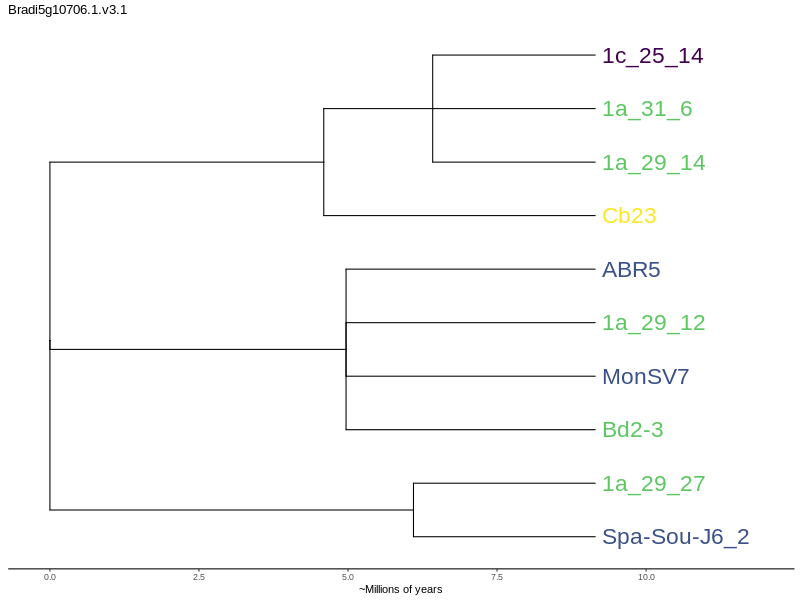 Bradi5g10706.1.v3.1
1c_25_14
1a_31_6
1a_29_14
Cb23
ABR5
1a_29_12
MonSV7
Bd2-3
1a_29_27
Spa-Sou-J6_2
0.0 2.5 5.0 7.5 10.0
~Millions of years